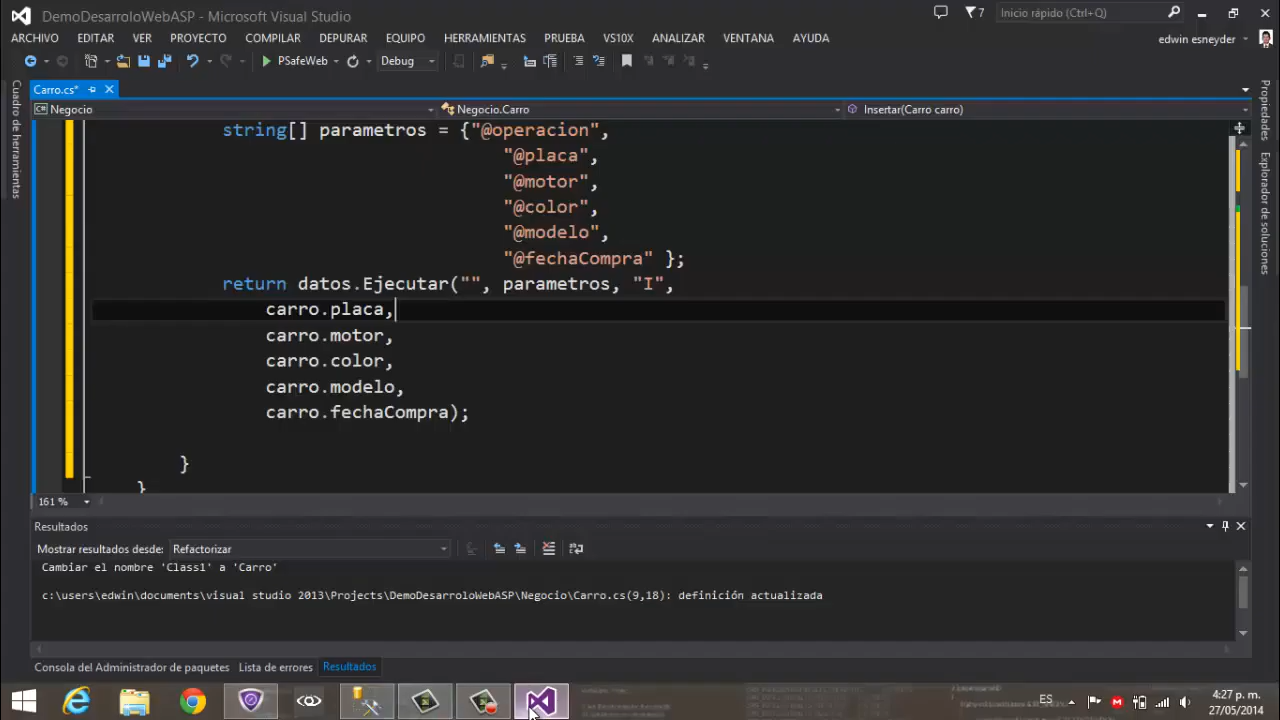 DemoDesarroloWebASP - Microsoft Visual Studio
7
Inicio rápido (Ctrl+Q)
ARCHIVO EDITAR VER PROYECTO COMPILAR DEPURAR EQUIPO HERRAMIENTAS PRUEBA VS10X ANALIZAR VENTANA AYUDA
edwin esneyder
PSafeWeb Debug
Carro.cs*
Negocio Negocio.Carro Insertar(Carro carro)
Cuadro de herramientas
Propiedades
Explorador de soluciones
string[] parametros = {"@operacion",
"@placa",
"@motor",
"@color",
"@modelo",
"@fechaCompra" };
return datos.Ejecutar("", parametros, "I",
carro.placa,
carro.motor,
carro.color,
carro.modelo,
carro.fechaCompra);
}
}
161 %
Resultados
Mostrar resultados desde: Refactorizar
Cambiar el nombre 'Class1' a 'Carro'
c:\users\edwin\documents\visual studio 2013\Projects\DemoDesarroloWebASP\Negocio\Carro.cs(9,18): definición actualizada
Consola del Administrador de paquetes Lista de errores Resultados
ES
4:27 p.m.
27/05/2014